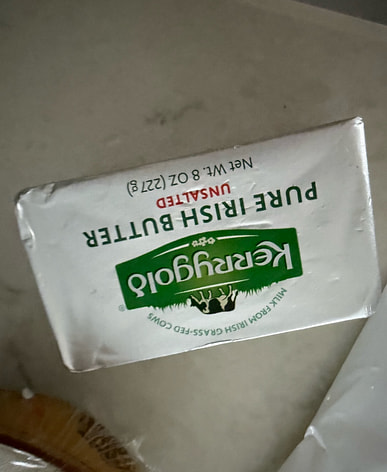 MILK FROM IRISH GRASS-FED COWS
Kerrygold
®
PURE IRISH BUTTER
UNSALTED
Net Wt. 8 OZ (227g)